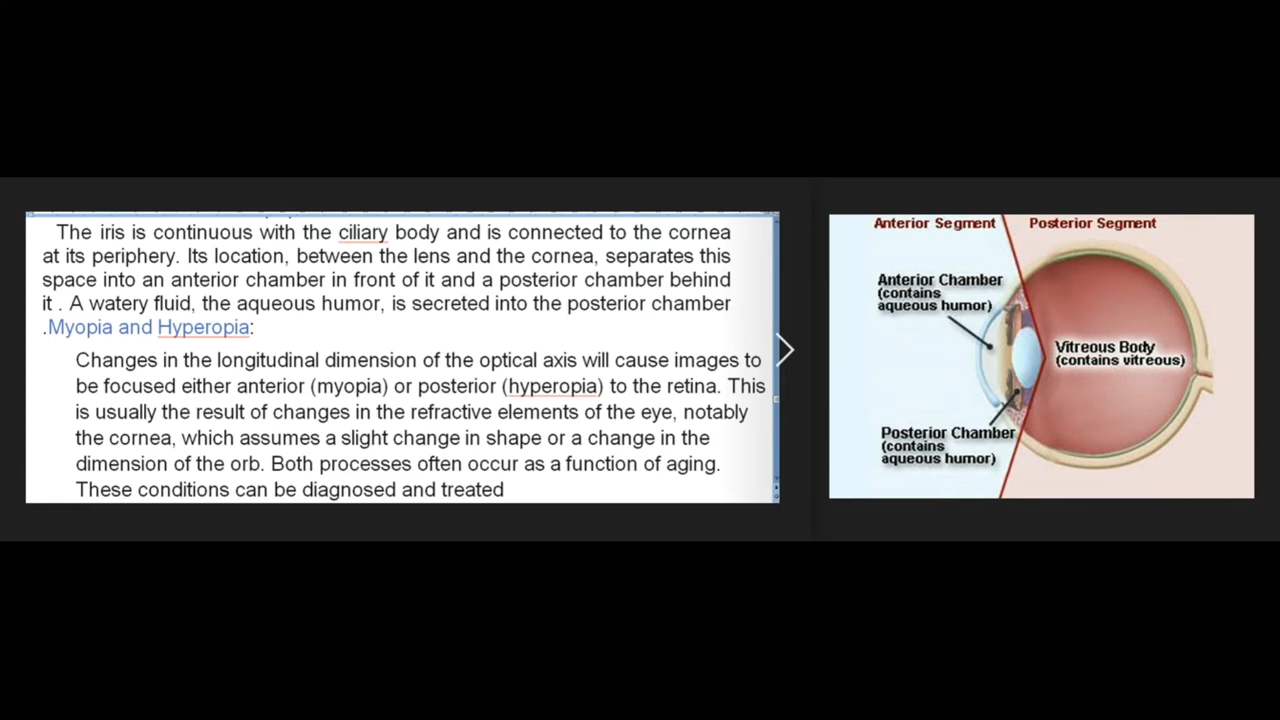 The iris is continuous with the ciliary body and is connected to the cornea
at its periphery. Its location, between the lens and the cornea, separates this
space into an anterior chamber in front of it and a posterior chamber behind
it . A watery fluid, the aqueous humor, is secreted into the posterior chamber
.Myopia and Hyperopia:
Changes in the longitudinal dimension of the optical axis will cause images to
be focused either anterior (myopia) or posterior (hyperopia) to the retina. This
is usually the result of changes in the refractive elements of the eye, notably
the cornea, which assumes a slight change in shape or a change in the
dimension of the orb. Both processes often occur as a function of aging.
These conditions can be diagnosed and treated
Anterior Segment
Posterior Segment
Anterior Chamber
(contains
aqueous humor)
Vitreous Body
(contains vitreous)
Posterior Chamber
(contains
aqueous humor)